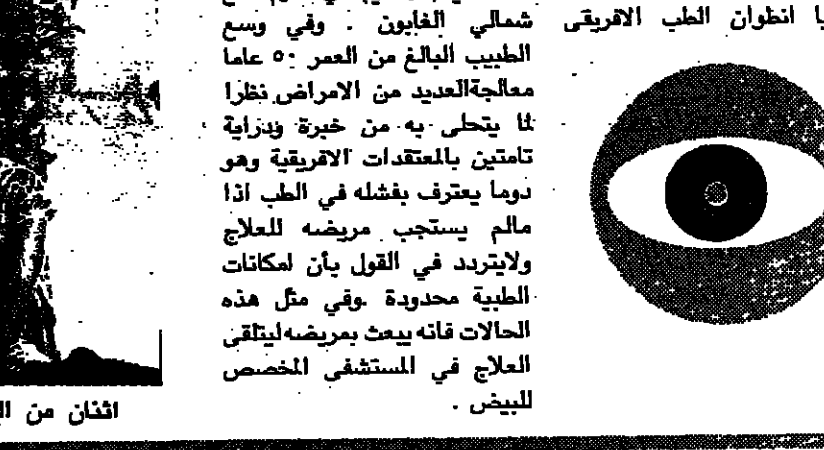 يا انطوان الطب الافريقى
شمالي الغابون . وفي وسع
الطبيب البالغ من العمر ٥٠ عاما
معالجةالعديد من الامراض نظرا
لما يتحلى به من خبرة ودراية
تامتين بالمعتقدات الافريقية وهو
دوما يعترف بفشله في الطب اذا
مالم يستجب مريضه للعلاج
ولايتردد في القول بأن امكانات
الطبية محدودة .وفي مثل هذه
الحالات فانه يبعث بمريضه ليتلقى
العلاج في المستشفى المخصص
للبيض .
اثنان من